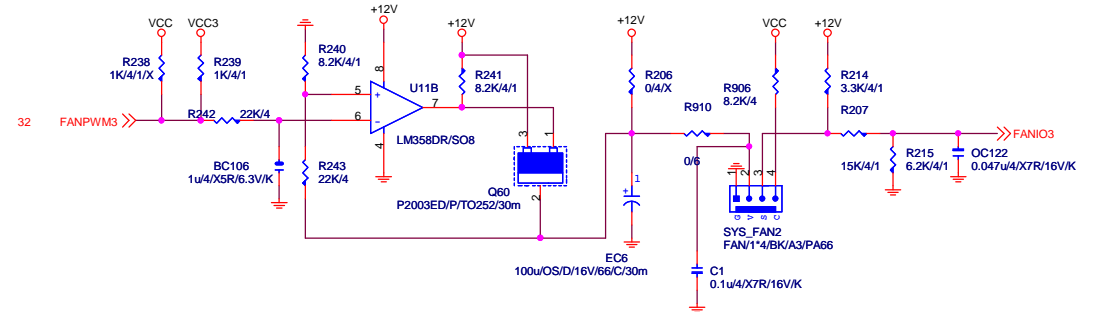 VCC
VCC3
R238
1K/4/1/X
R239
1K/4/1
32
FANPWM3
R242
22K/4
BC106
1u/4/X5R/6.3V/K
R240
8.2K/4/1
R243
22K/4
+12V
8
5
6
+
-
7
4
U11B
LM358DR/SO8
+12V
R241
8.2K/4/1
3
1
2
Q60
P2003ED/P/TO252/30m
+12V
R206
0/4/X
1
+
EC6
100u/OS/D/16V/66/C/30m
R910
0/6
C1
0.1u/4/X7R/16V/K
VCC
R906
8.2K/4
1
2
3
4
G
V
S
C
SYS_FAN2
FAN/1*4/BK/A3/PA66
+12V
R214
3.3K/4/1
R207
15K/4/1
R215
6.2K/4/1
OC122
0.047u/4/X7R/16V/K
FANIO3